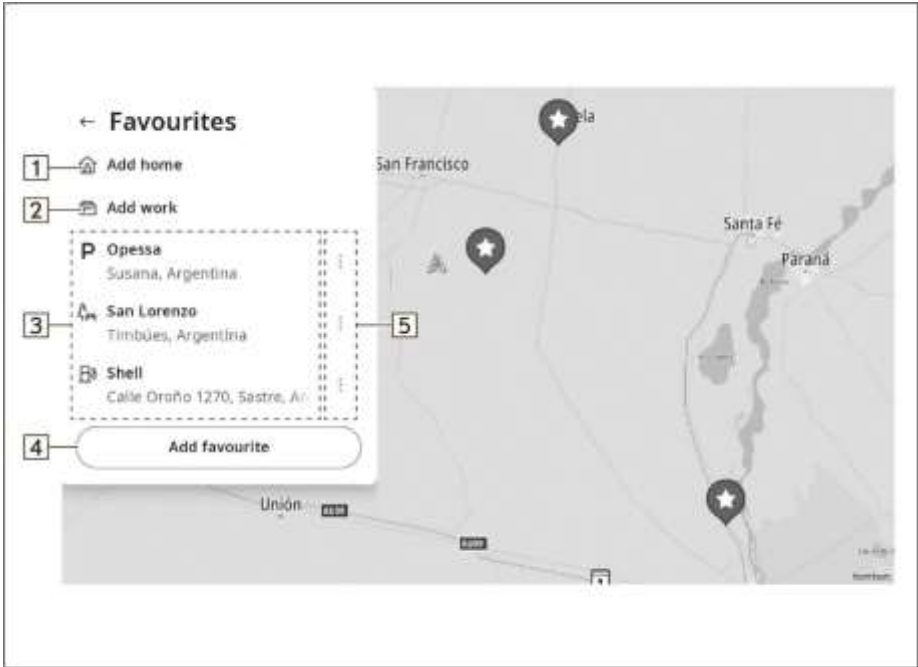 ← Favourites
1 Add home
2 Add work
P Opessa
Susana, Argentina
3 San Lorenzo
Timbúes, Argentina
Shell
Calle Oroño 1270, Sastre, A
4 Add favourite
5
ela
San Francisco
Santa Fé
Paraná
Unión